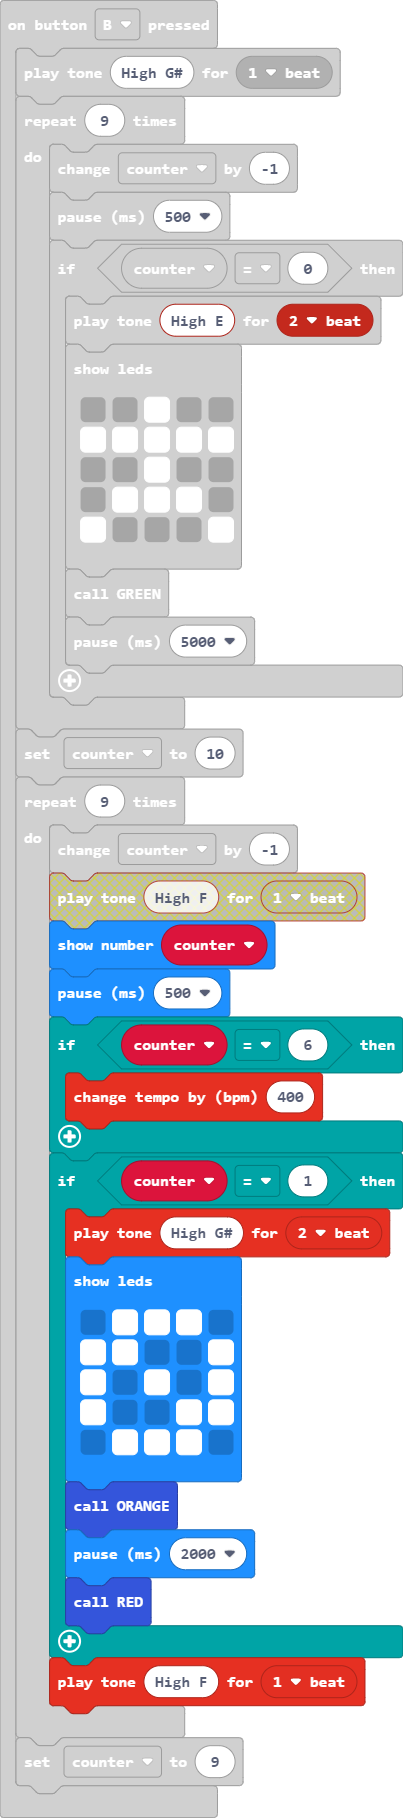 on button B pressed
play tone High G# for 1 beat
repeat 9 times
do
change counter by -1
pause (ms) 500
if counter = 0 then
play tone High E for 2 beat
show leds
call GREEN
pause (ms) 5000
set counter to 10
repeat 9 times
do
change counter by -1
play tone High F for 1 beat
show number counter
pause (ms) 500
if counter = 6 then
change tempo by (bpm) 400
if counter = 1 then
play tone High G# for 2 beat
show leds
call ORANGE
pause (ms) 2000
call RED
play tone High F for 1 beat
set counter to 9